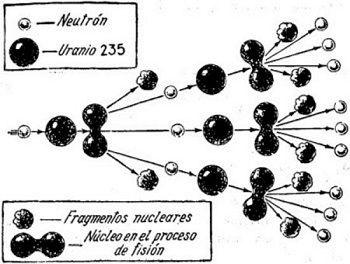 Neutrón
Uranio 235
Fragmentos nucleares
Núcleo en el proceso
de fisión